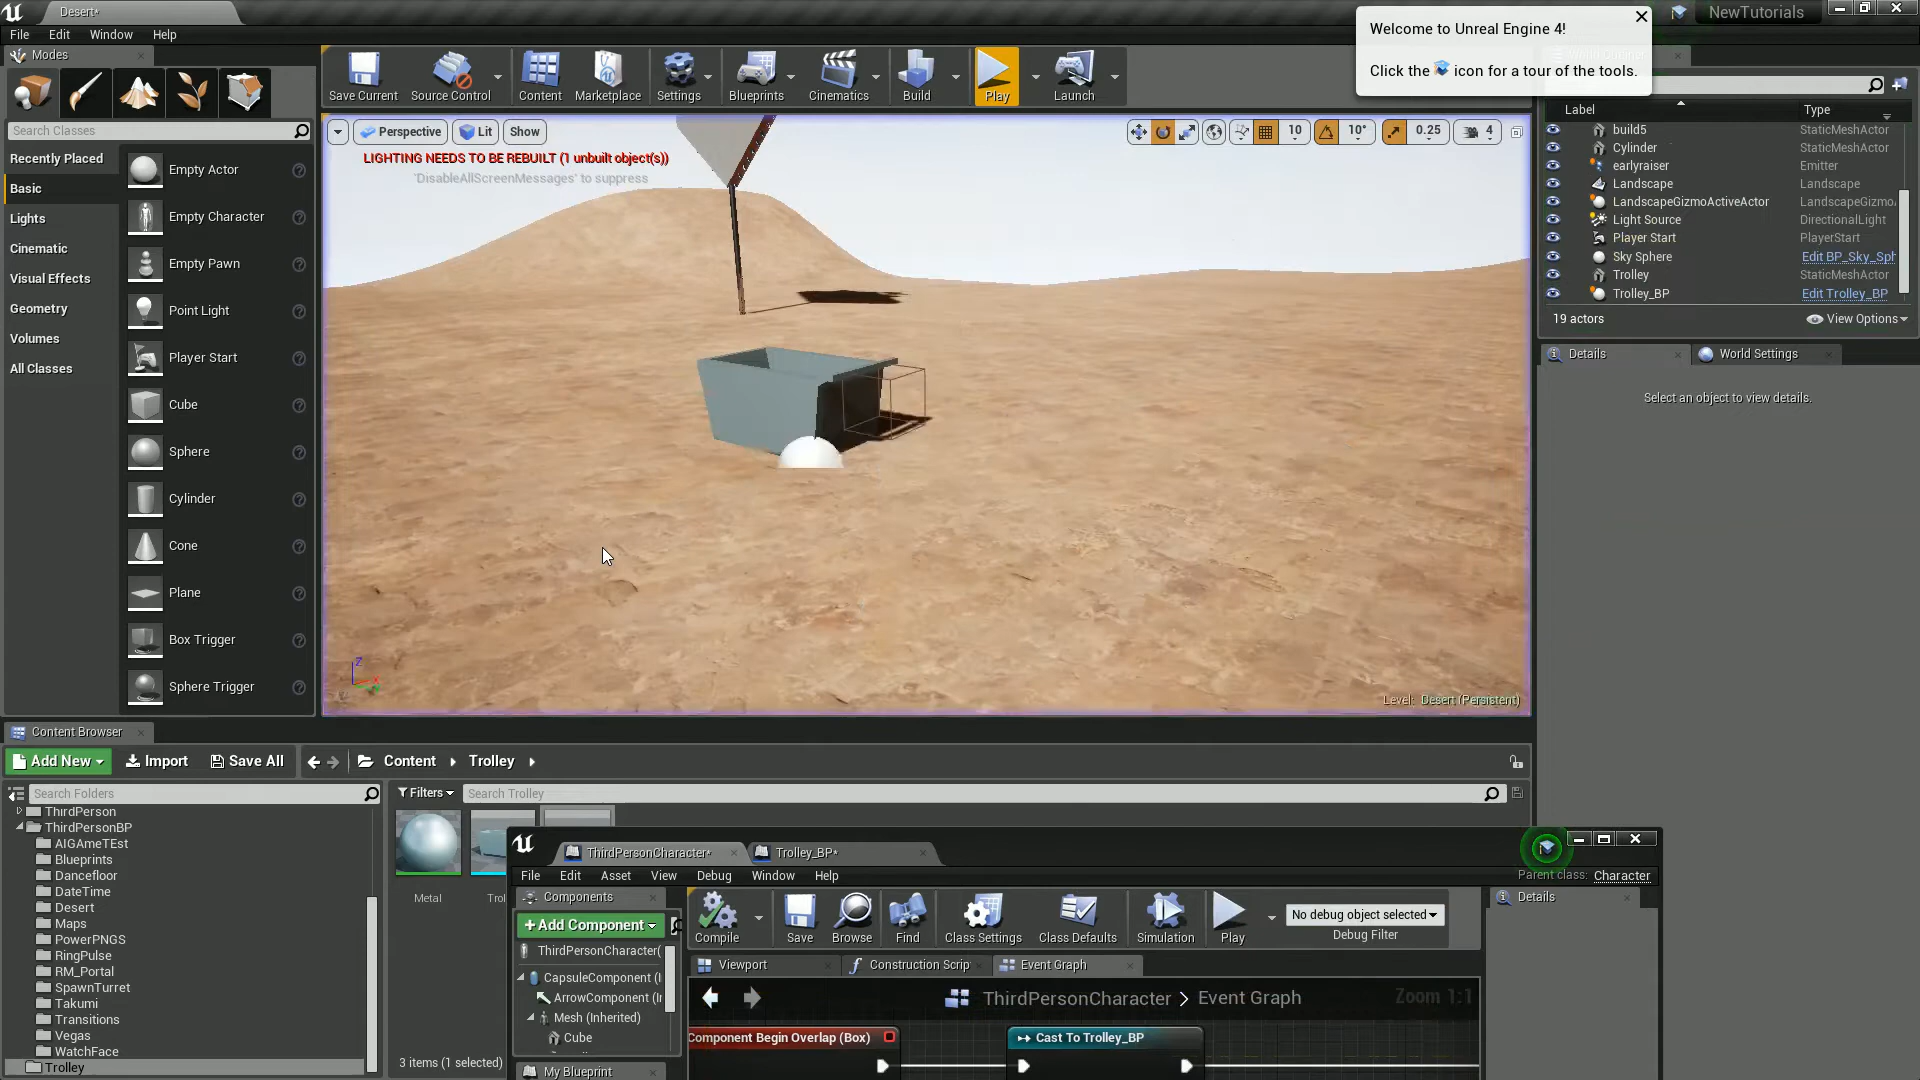 Desert*
NewTutorials
File Edit Window Help
Welcome to Unreal Engine 4!
Click the icon for a tour of the tools.
Modes
Save Current
Source Control
Content
Marketplace
Settings
Blueprints
Cinematics
Build
Play
Launch
Search Classes
Recently Placed
Basic
Lights
Cinematic
Visual Effects
Geometry
Volumes
All Classes
Empty Actor
Empty Character
Empty Pawn
Point Light
Player Start
Cube
Sphere
Cylinder
Cone
Plane
Box Trigger
Sphere Trigger
Perspective Lit Show
10 10° 0.25 4
LIGHTING NEEDS TO BE REBUILT (1 unbuilt object(s))
'DisableAllScreenMessages' to suppress
Z
Level: Desert (Persistent)
Label Type
build5 StaticMeshActor
Cylinder StaticMeshActor
earlyraiser Emitter
Landscape Landscape
LandscapeGizmoActiveActor LandscapeGizmo
Light Source DirectionalLight
Player Start PlayerStart
Sky Sphere Edit BP_Sky_Sph
Trolley StaticMeshActor
Trolley_BP Edit Trolley_BP
19 actors View Options
Details World Settings
Select an object to view details.
Content Browser
Add New Import Save All Content Trolley
Search Folders
Filters Search Trolley
ThirdPerson
ThirdPersonBP
AIGAmeTEst
Blueprints
Dancefloor
DateTime
Desert
Maps
PowerPNGS
RingPulse
RM_Portal
SpawnTurret
Takumi
Transitions
Vegas
WatchFace
Trolley
Metal
Trol
3 items (1 selected)
ThirdPersonCharacter* Trolley_BP*
File Edit Asset View Debug Window Help
Parent class: Character
Components
Add Component
ThirdPersonCharacter(
CapsuleComponent (I
ArrowComponent (In
Mesh (Inherited)
Cube
My Blueprint
Compile
Save
Browse
Find
Class Settings
Class Defaults
Simulation
Play
No debug object selected
Debug Filter
Details
Viewport Construction Scrip Event Graph
ThirdPersonCharacter > Event Graph
Zoom 1:1
Component Begin Overlap (Box)
Cast To Trolley_BP